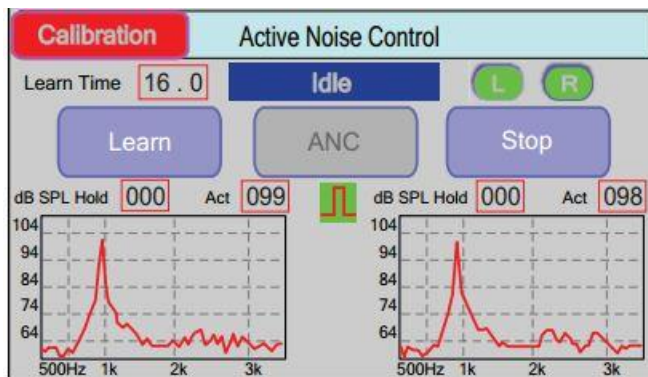 Calibration Active Noise Control
Learn Time 16.0 Idle L R
Learn ANC Stop
dB SPL Hold 000 Act 099 dB SPL Hold 000 Act 098
104 104
94 94
84 84
74 74
64 64
500Hz 1k 2k 3k 500Hz 1k 2k 3k